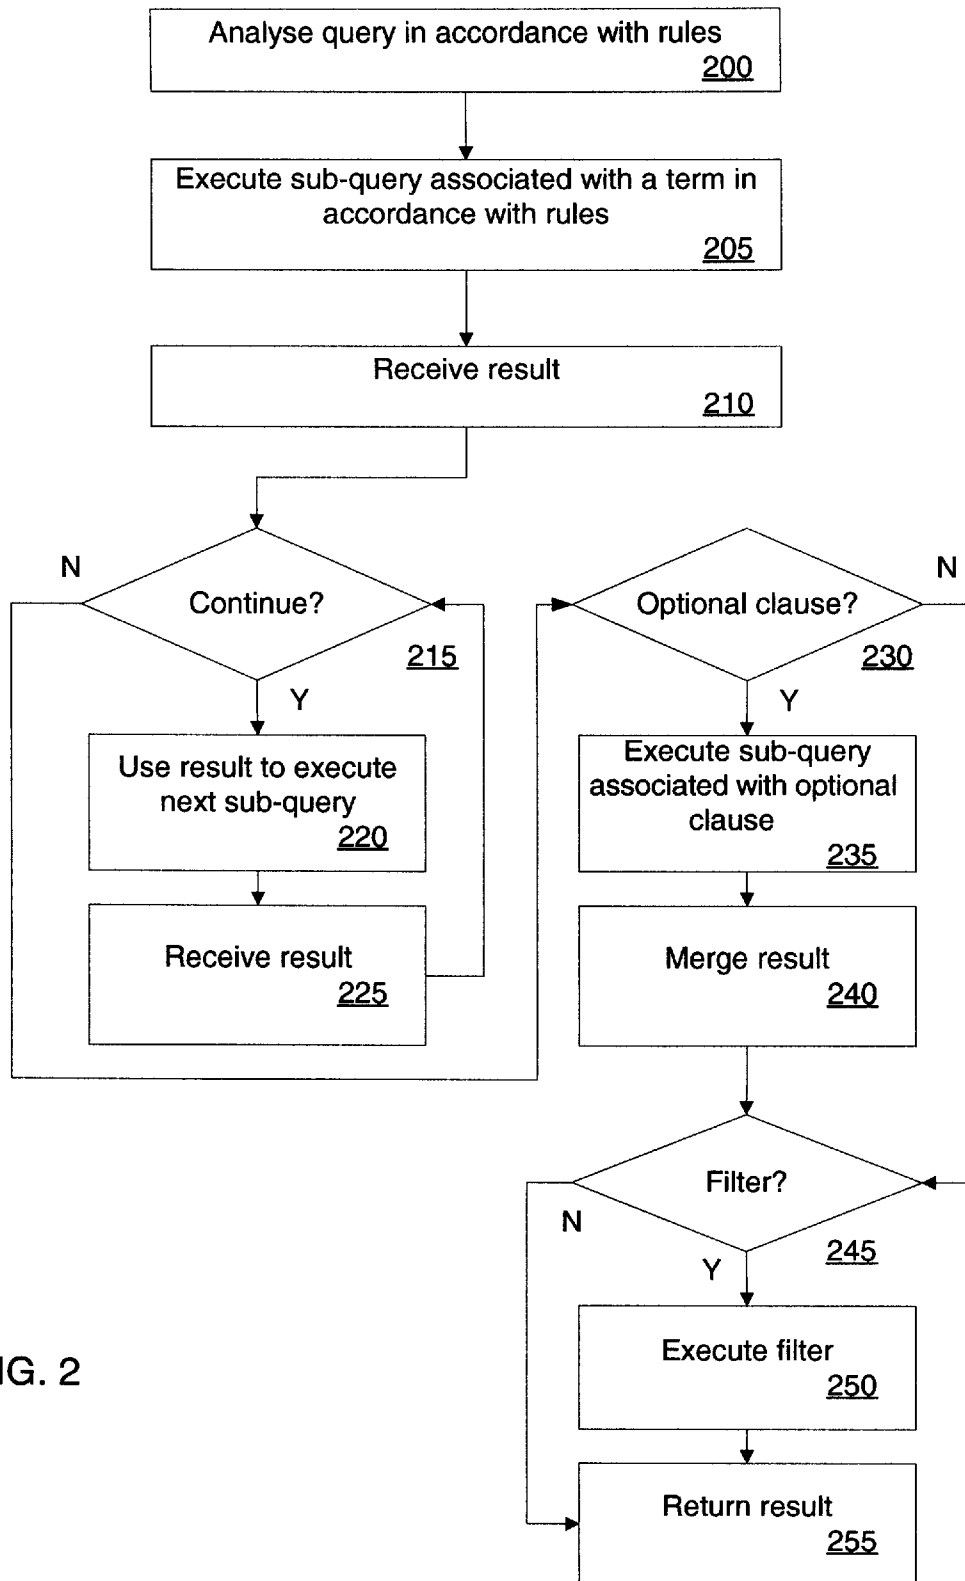 Analyse query in accordance with rules
200
Execute sub-query associated with a term in
accordance with rules
205
Receive result
210
N
Continue?
215
Y
Use result to execute
next sub-query
220
Receive result
225
N
Optional clause?
230
Y
Execute sub-query
associated with optional
clause
235
Merge result
240
Filter?
N
245
Y
Execute filter
250
Return result
255
IG. 2